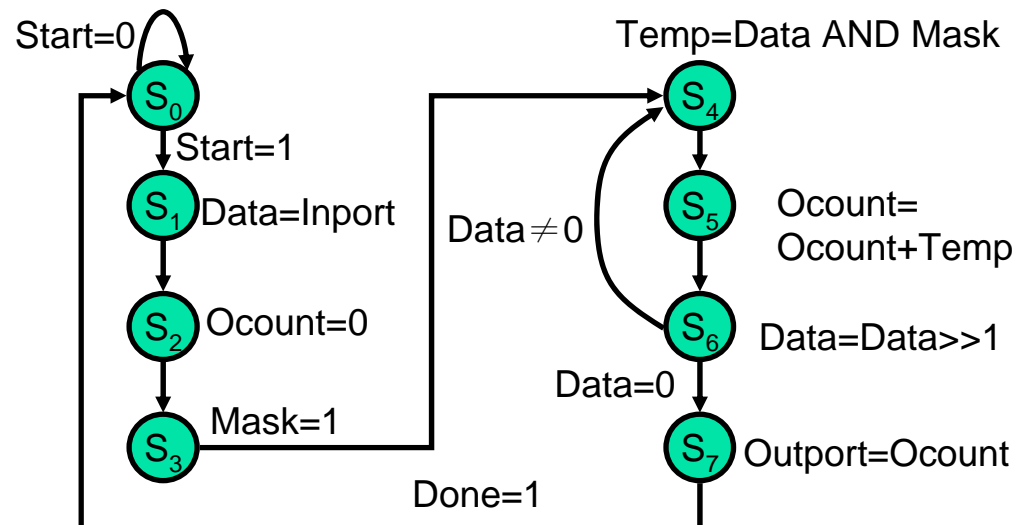 Start=0
S0
Start=1
S1
Data=Inport
S2
Ocount=0
S3
Mask=1
Temp=Data AND Mask
S4
Data≠0
S5
Ocount=
Ocount+Temp
S6
Data=Data>>1
Data=0
S7
Outport=Ocount
Done=1